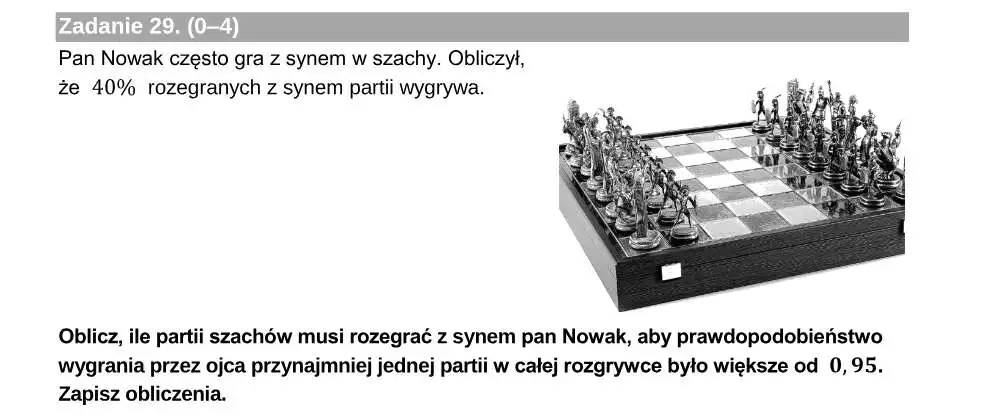 Zadanie 29. (0–4)
Pan Nowak często gra z synem w szachy. Obliczył,
że 40% rozegranych z synem partii wygrywa.
Oblicz, ile partii szachów musi rozegrać z synem pan Nowak, aby prawdopodobieństwo
wygrania przez ojca przynajmniej jednej partii w całej rozgrywce było większe od 0,95.
Zapisz obliczenia.